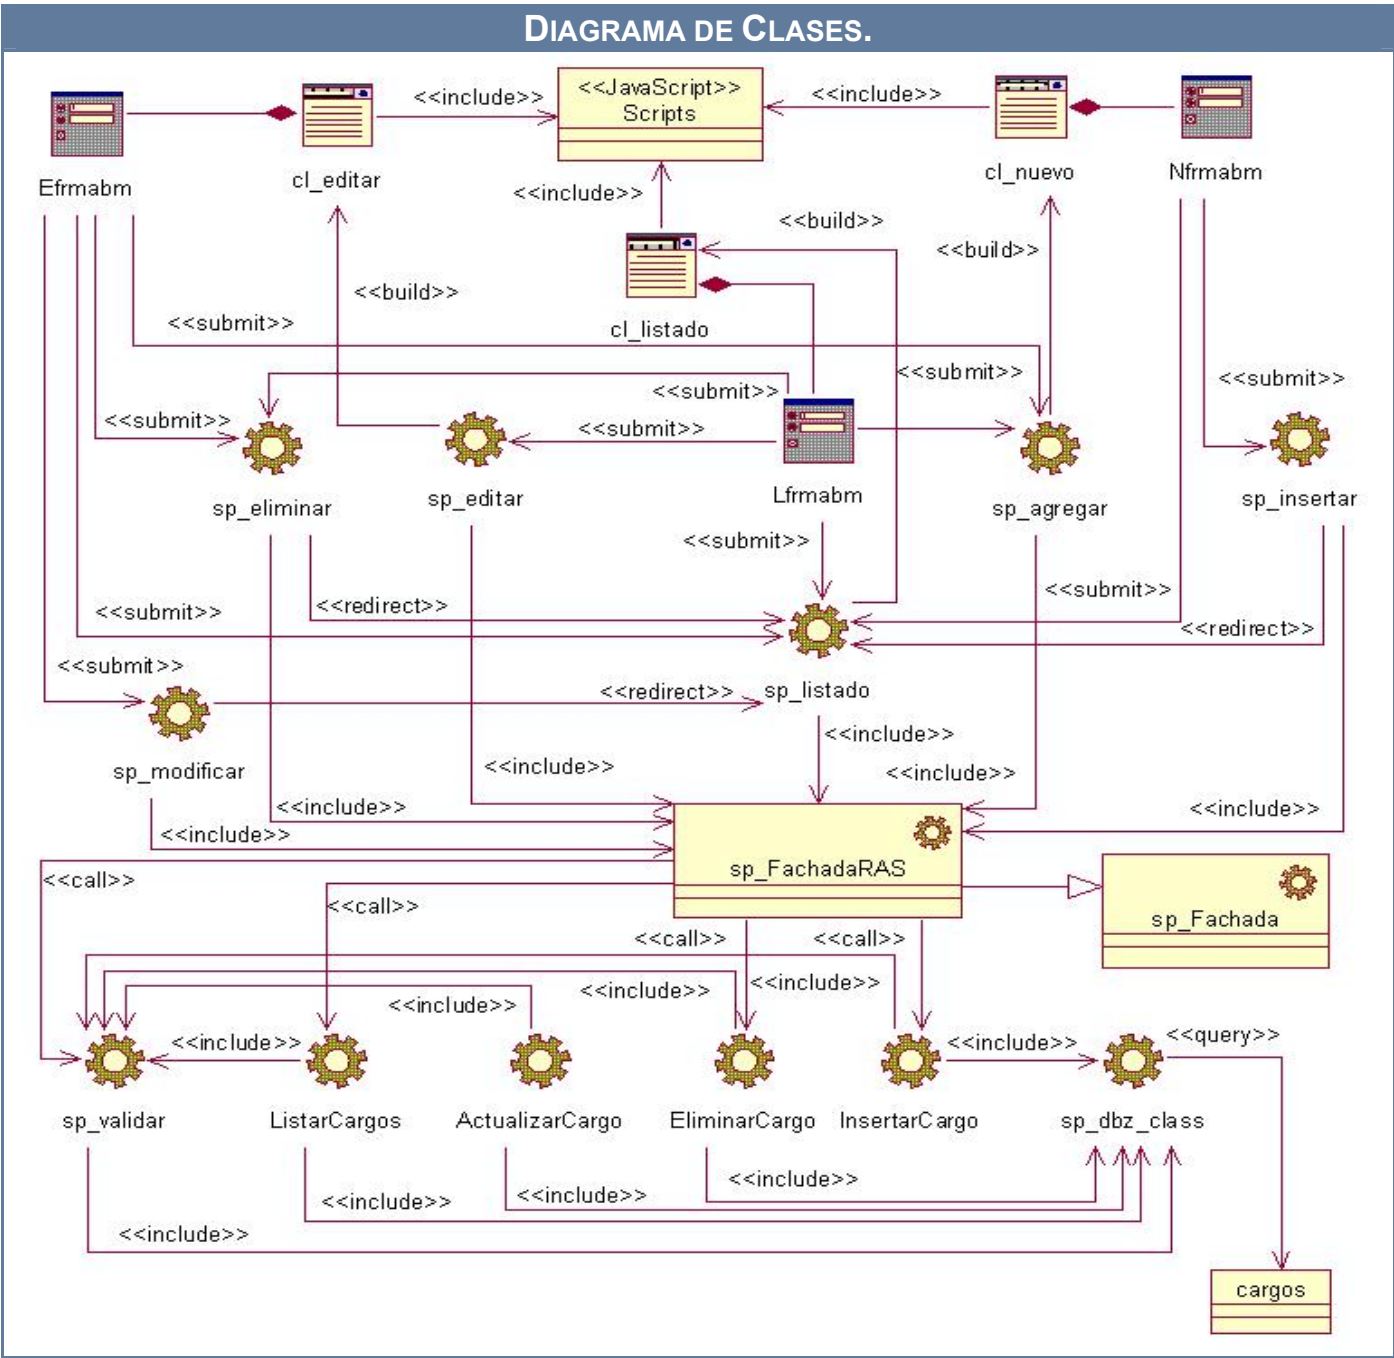 DIAGRAMA DE CLASES.
<<JavaScript>>
Scripts
<<include>>
<<include>>
Efrmabm
cl_editar
<<include>>
cl_nuevo
Nfrmabm
<<build>>
<<build>>
<<build>>
cl_listado
<<submit>>
<<submit>>
<<submit>>
<<submit>>
<<submit>>
<<submit>>
sp_eliminar
sp_editar
Lfrmabm
sp_agregar
sp_insertar
<<submit>>
<<submit>>
<<submit>>
<<redirect>>
<<redirect>>
<<submit>>
<<redirect>>
sp_listado
<<include>>
sp_modificar
<<include>>
<<include>>
<<include>>
<<include>>
<<include>>
sp_FachadaRAS
<<call>>
<<call>>
sp_Fachada
<<call>>
<<call>>
<<include>>
<<include>>
<<include>>
<<include>>
<<include>>
<<query>>
sp_validar
ListarCargos
ActualizarCargo
EliminarCargo
InsertarCargo
sp_dbz_class
<<include>>
<<include>>
<<include>>
<<include>>
cargos